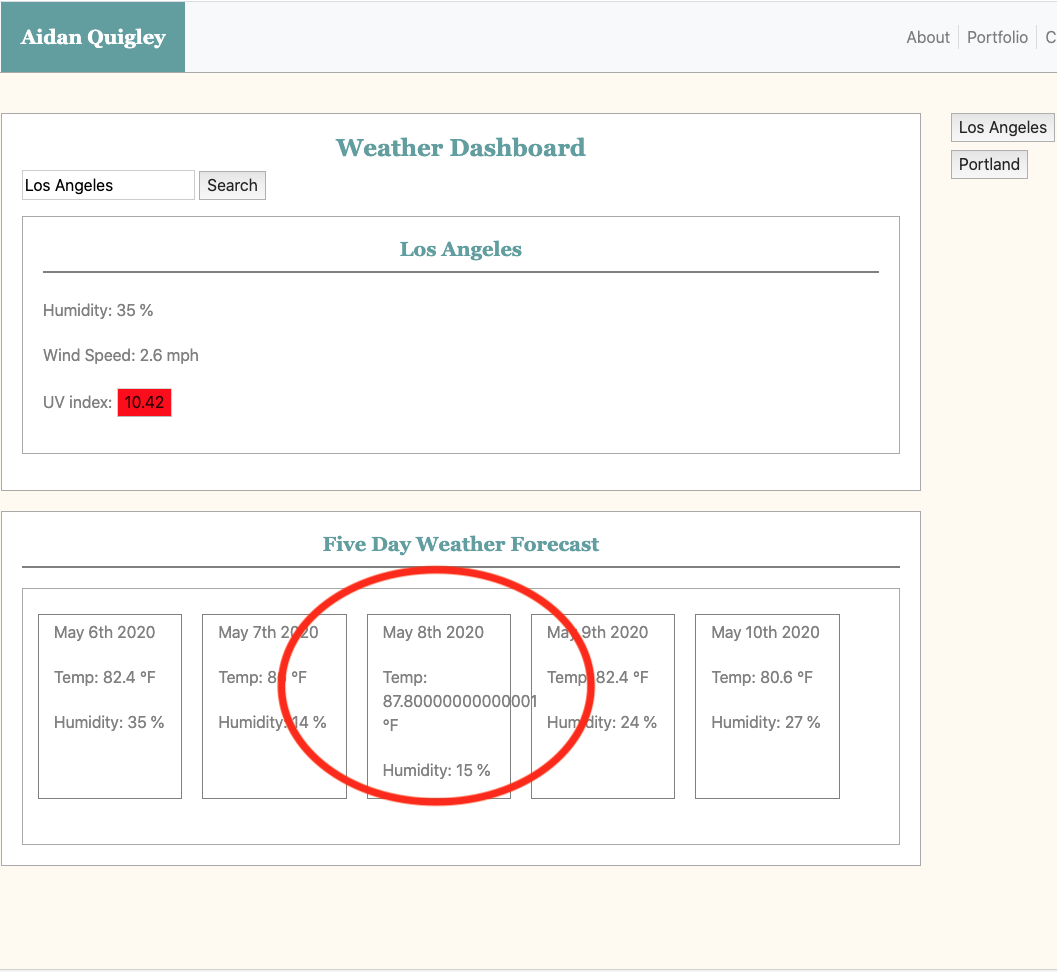 Aidan Quigley
About Portfolio C
Los Angeles
Portland
Weather Dashboard
Los Angeles Search
Los Angeles
Humidity: 35 %
Wind Speed: 2.6 mph
UV index: 10.42
Five Day Weather Forecast
May 6th 2020
Temp: 82.4 °F
Humidity: 35 %
May 7th 2020
Temp: °F
Humidity: 14 %
May 8th 2020
Temp:
87.80000000000001
°F
Humidity: 15 %
May 9th 2020
Temp: 82.4 °F
Humidity: 24 %
May 10th 2020
Temp: 80.6 °F
Humidity: 27 %